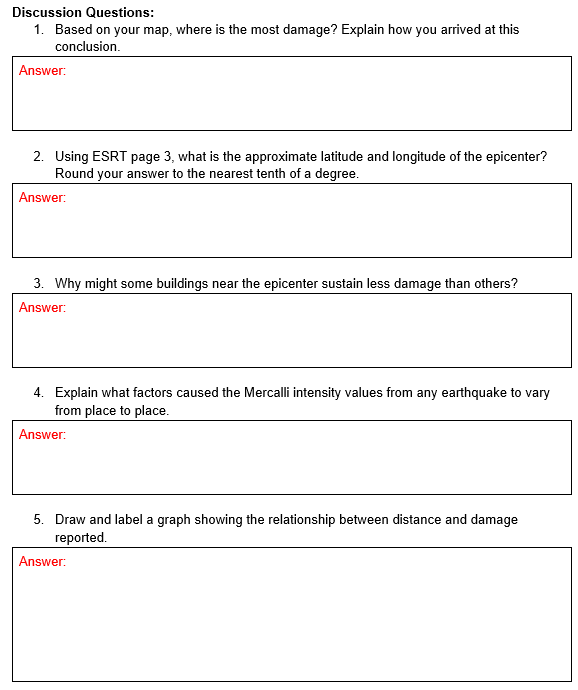 Discussion Questions:
1. Based on your map, where is the most damage? Explain how you arrived at this
conclusion.
Answer:
2. Using ESRT page 3, what is the approximate latitude and longitude of the epicenter?
Round your answer to the nearest tenth of a degree.
Answer:
3. Why might some buildings near the epicenter sustain less damage than others?
Answer:
4. Explain what factors caused the Mercalli intensity values from any earthquake to vary
from place to place.
Answer:
5. Draw and label a graph showing the relationship between distance and damage
reported.
Answer: